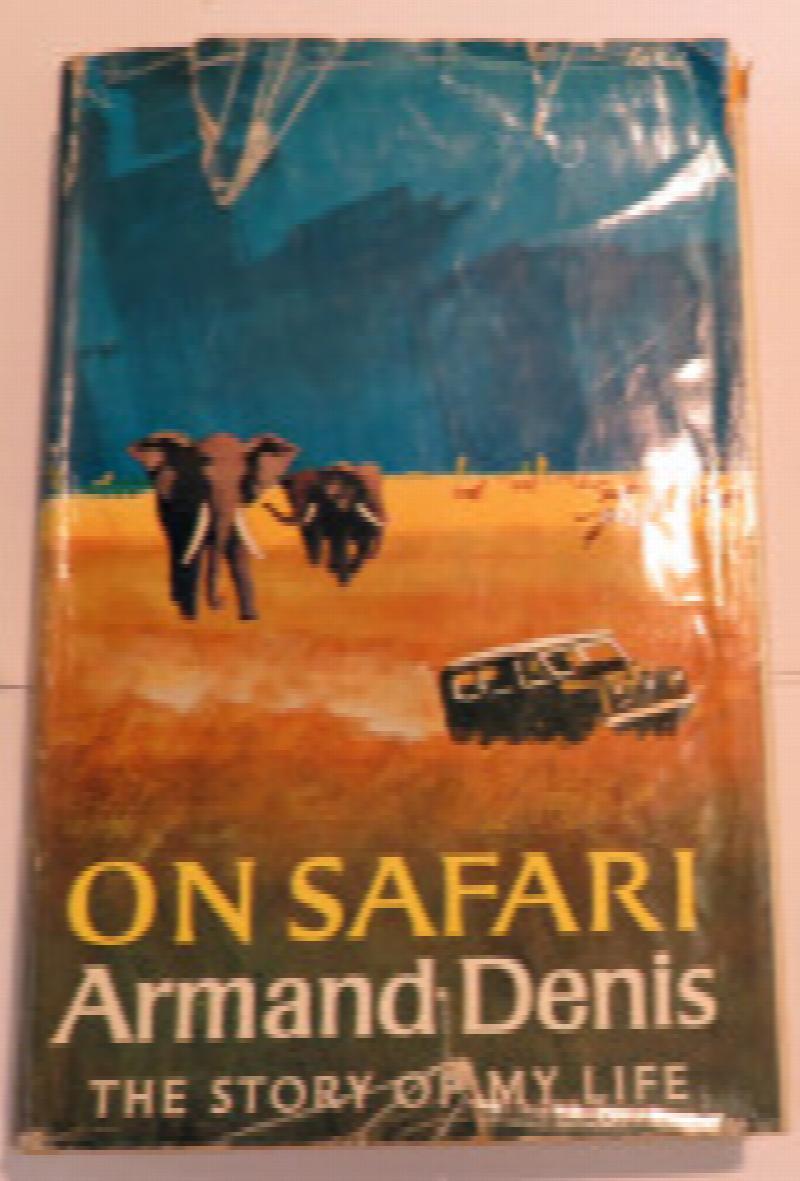 ON SAFARI
Armand Denis
THE STORY OF MY LIFE